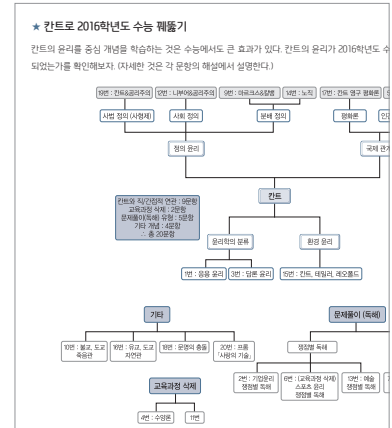 ★ 칸트로 2016학년도 수능 꿰뚫기
칸트의 윤리를 중심 개념을 학습하는 것은 수능에서도 큰 효과가 있다. 칸트의 윤리가 2016학년도 수
되었는가를 확인해보자. (자세한 것은 각 문항의 해설에서 설명한다.)
19번 : 칸트&공리주의 12번 : 니부어&공리주의 9번 : 마르크스&칼뱅 14번 : 노직 17번 : 칸트 영구 평화론
사법 정의 (사형제) 사회 정의 분배 정의 평화론
정의 윤리 국제 관계
칸트
칸트와 직/간접적 연관 : 9문항
교육과정 삭제 : 2문항
문제풀이(독해) 유형 : 5문항
기타 개념 : 4문항
∴ 총 20문항
윤리학의 분류 환경 윤리
1번 : 응용 윤리 3번 : 담론 윤리 15번 : 칸트, 테일러, 레오폴드
기타 문제풀이 (독해)
10번 : 불교, 도교 죽음관
16번 : 유교, 도교 자연관
18번 : 문명의 충돌
20번 : 프롬 「사랑의 기술」
쟁점별 독해
2번 : 기업윤리 쟁점별 독해
6번 : (교육과정 삭제) 스포츠 윤리 쟁점별 독해
13번 : 예술 쟁점별 독해
교육과정 삭제
4번 : 수양론 11번